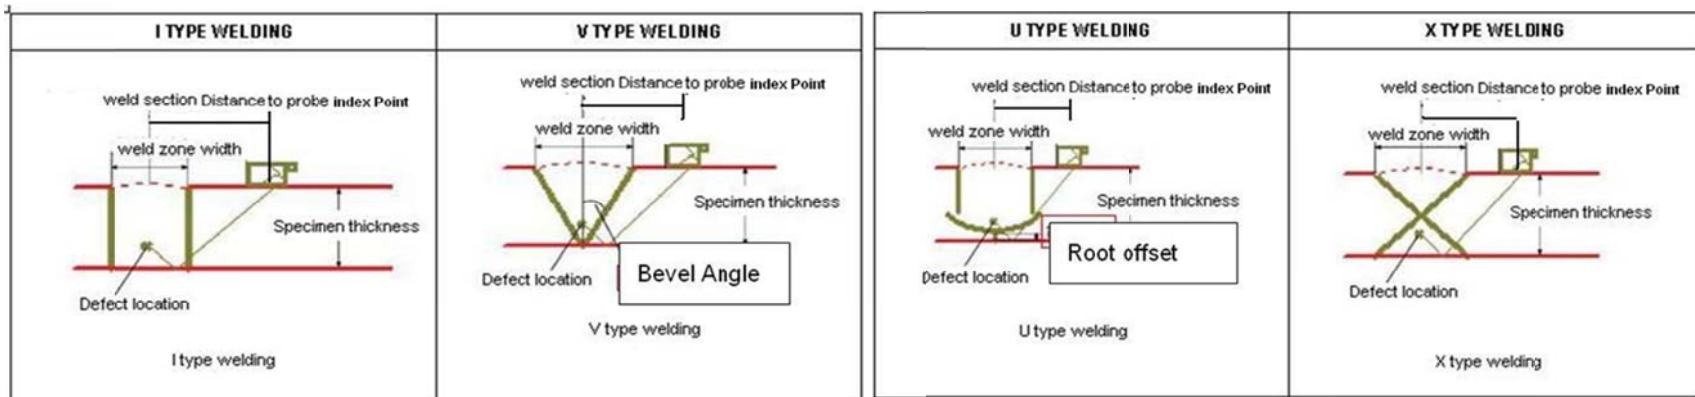 I TYPE WELDING
weld section Distance to probe index Point
weld zone width
Specimen thickness
Defect location
I type welding
V TYPE WELDING
weld section Distance to probe index Point
weld zone width
Specimen thickness
Defect location
Bevel Angle
V type welding
U TYPE WELDING
weld section Distance to probe index Point
weld zone width
Specimen thickness
Root offset
Defect location
U type welding
X TYPE WELDING
weld section Distance to probe index Point
weld zone width
Specimen thickness
Defect location
X type welding